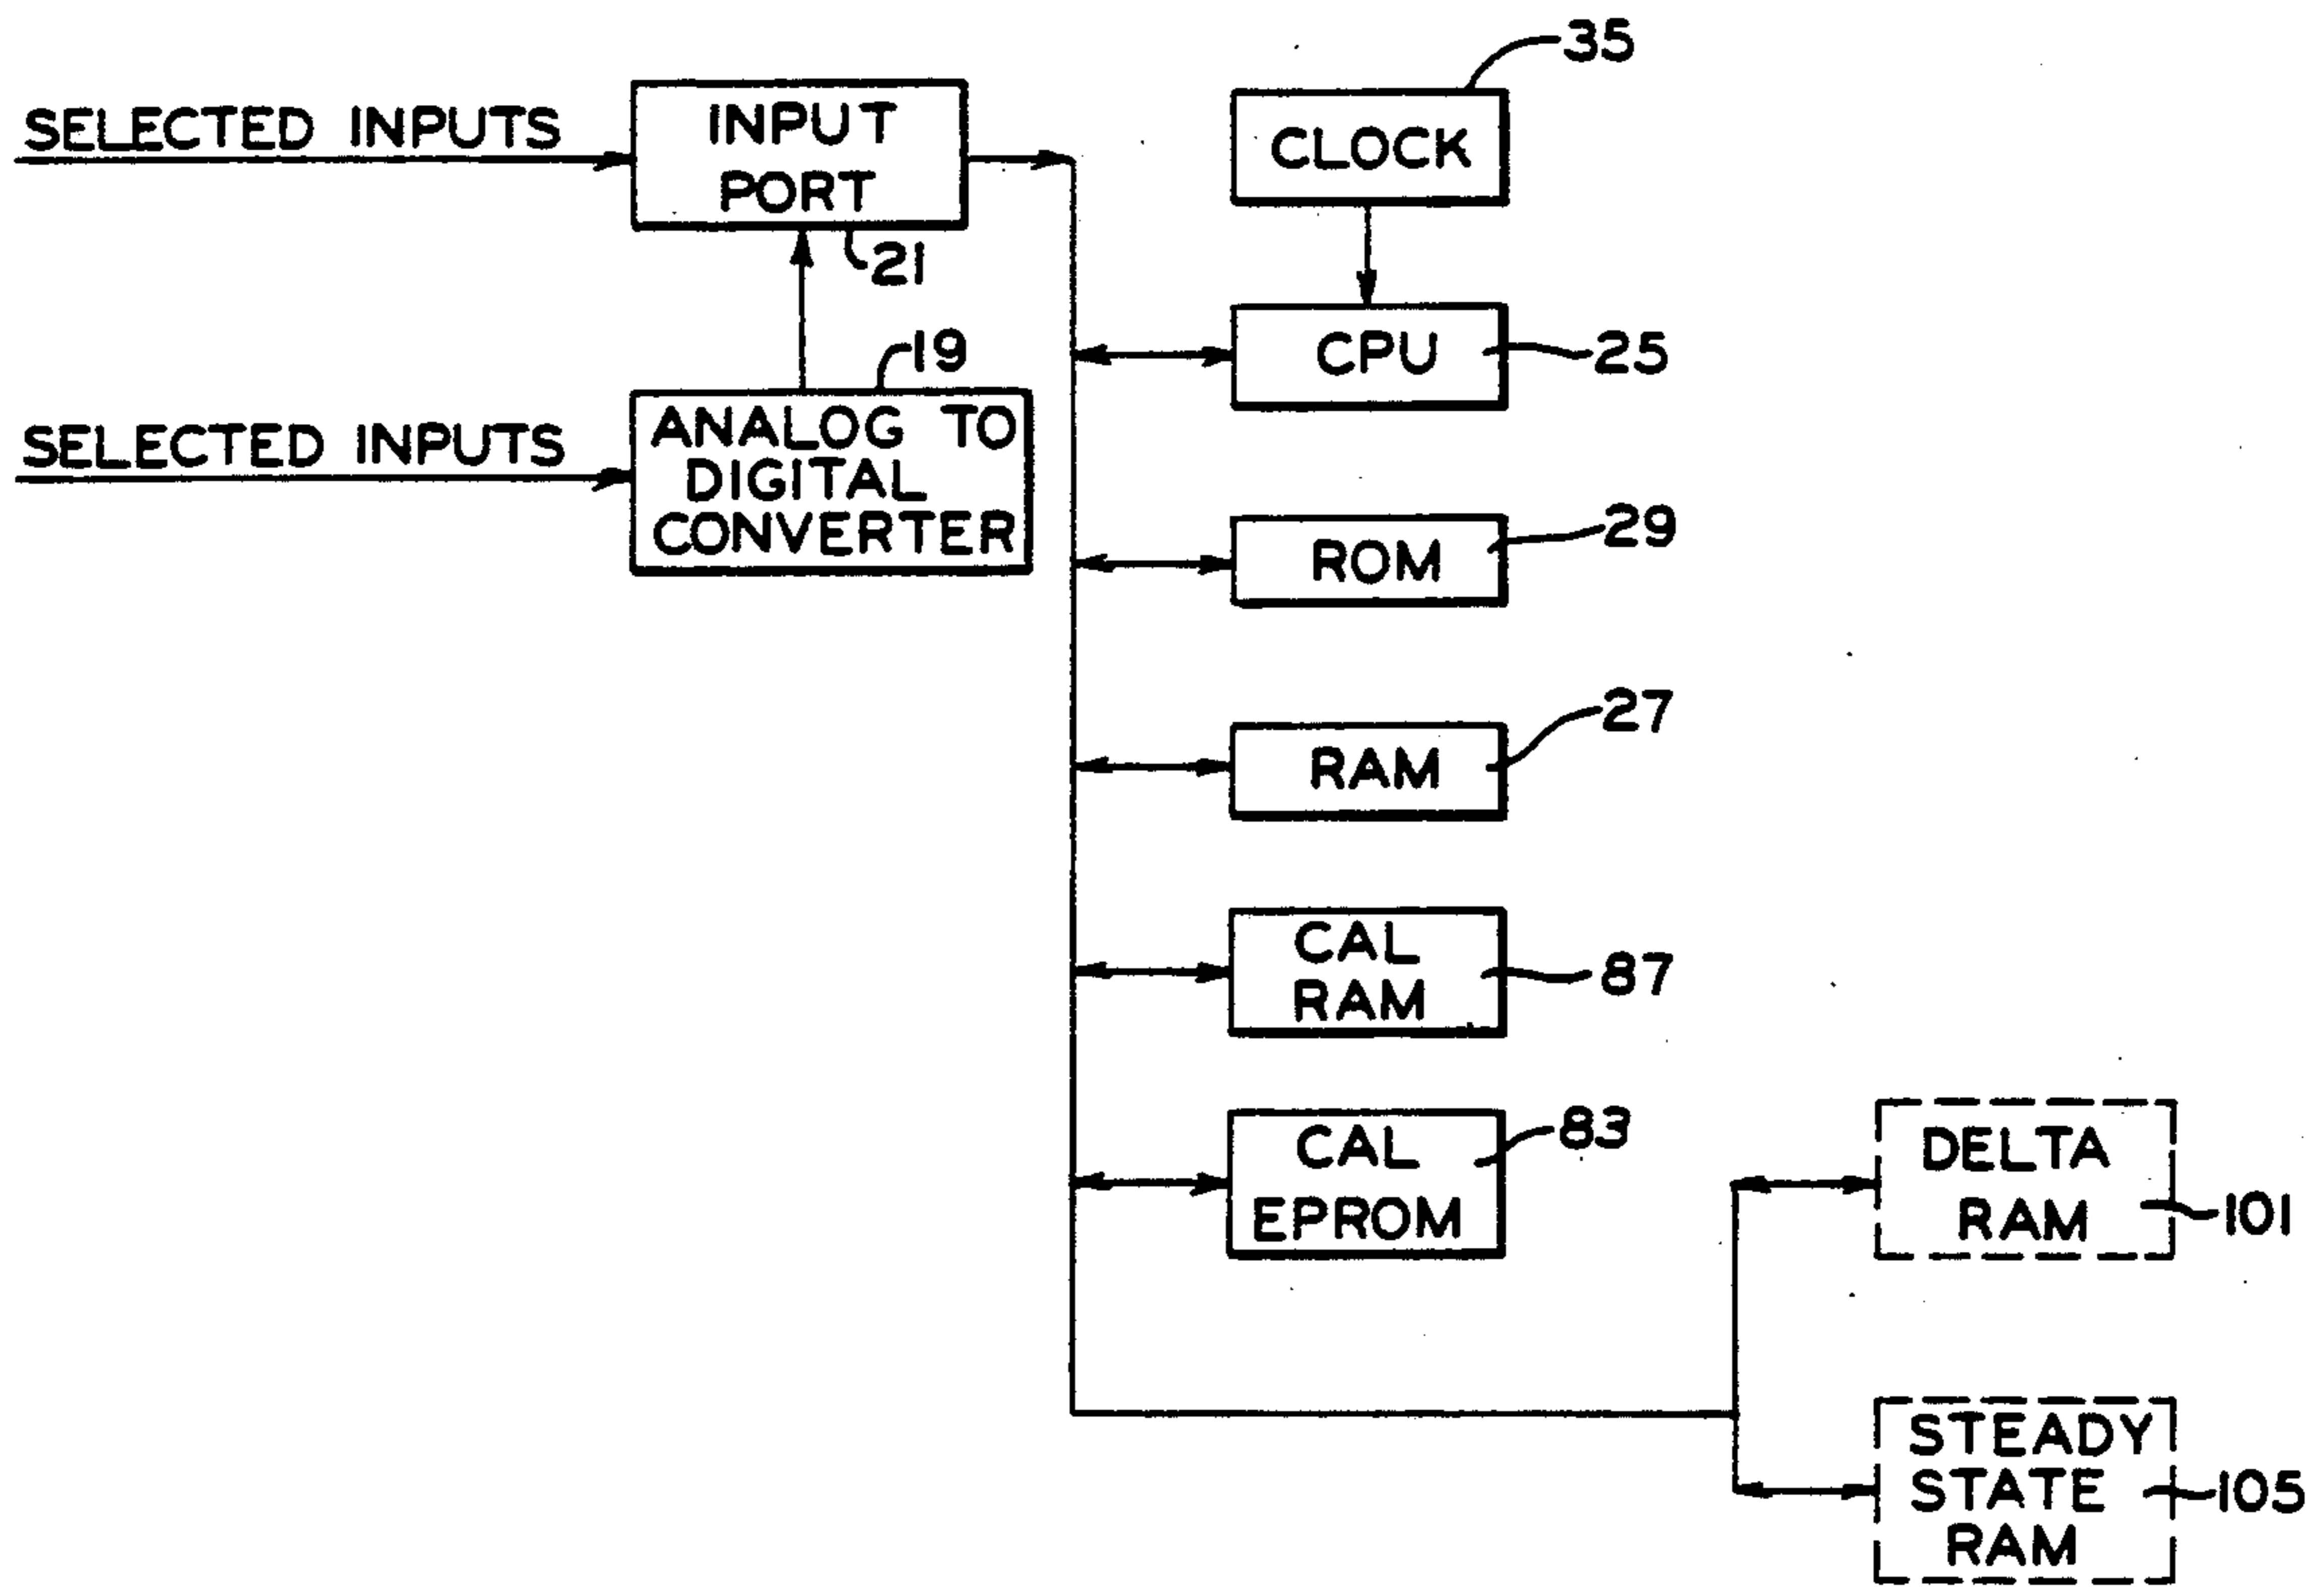 35
SELECTED INPUTS
INPUT
PORT
CLOCK
21
19
CPU
25
SELECTED INPUTS
ANALOG TO
DIGITAL
CONVERTER
29
ROM
27
RAM
CAL
RAM
87
83
CAL
EPROM
DELTA
RAM
101
STEADY
STATE
RAM
105